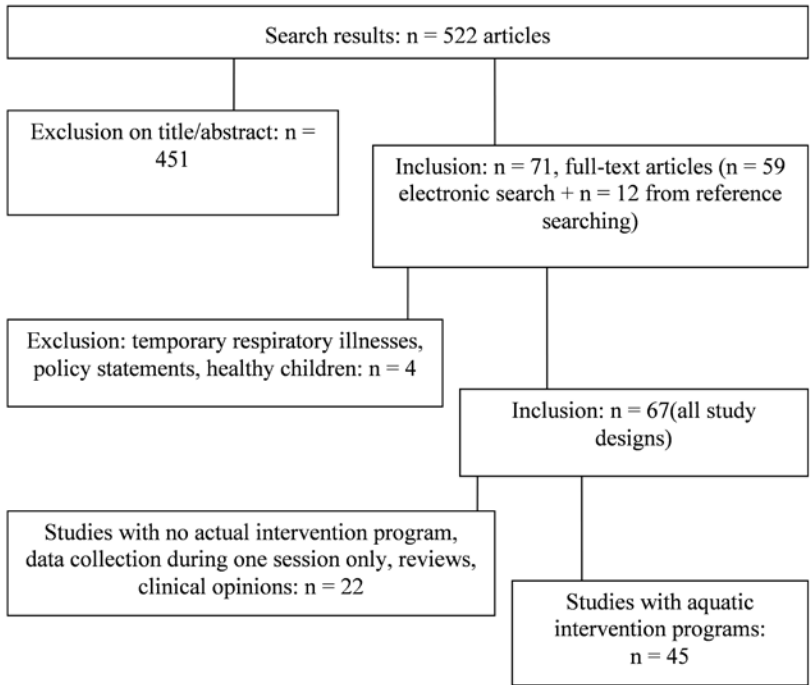 Search results: n = 522 articles
Exclusion on title/abstract: n =
451
Inclusion: n = 71, full-text articles (n = 59
electronic search + n = 12 from reference
searching)
Exclusion: temporary respiratory illnesses,
policy statements, healthy children: n = 4
Inclusion: n = 67(all study
designs)
Studies with no actual intervention program,
data collection during one session only, reviews,
clinical opinions: n = 22
Studies with aquatic
intervention programs:
n = 45